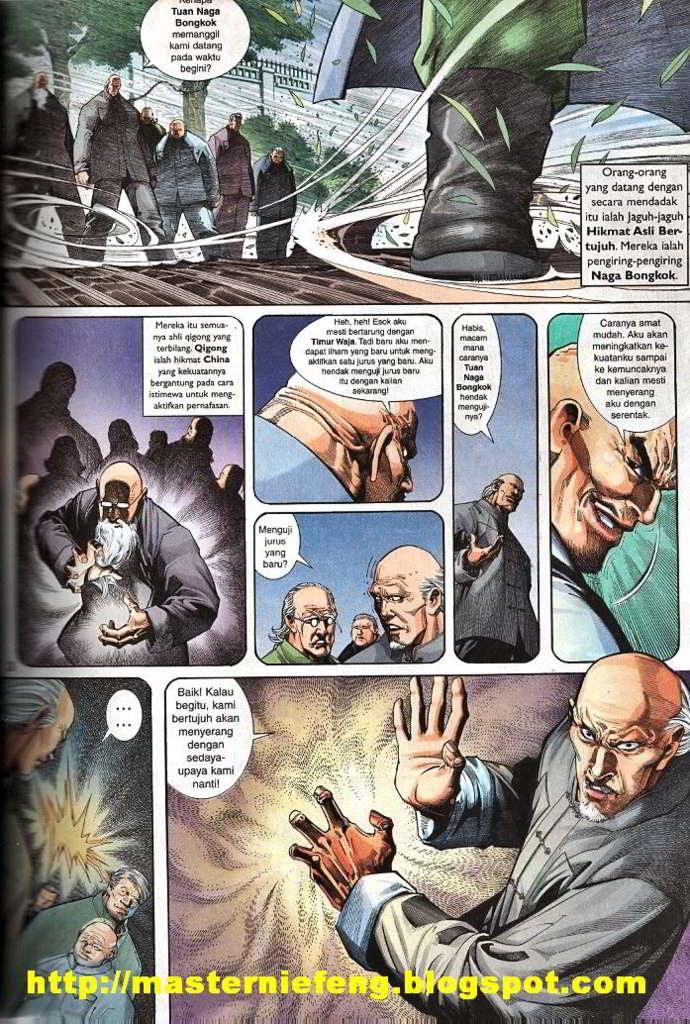 Kenapa
Tuan Naga
Bongkok
memanggil
kami datang
pada waktu
begini?
Orang-orang
yang datang dengan
secara mendadak
itu ialah Jaguh-jaguh
Hikmat Asli Ber-
tujuh. Mereka ialah
pengiring-pengiring
Naga Bongkok.
Mereka itu semua-
nya ahli qigong yang
terbilang. Qigong
ialah hikmat China
yang kekuatannya
bergantung pada cara
istimewa untuk meng-
aktifkan pernafasan.
Heh, heh! Esok aku
mesti bertarung dengan
Timur Waja. Tadi baru aku men-
dapat ilham yang baru untuk meng-
aktifkan satu jurus yang baru. Aku
hendak menguji jurus baru
itu dengan kalian
sekarang!
Menguji
jurus
yang
baru?
Habis,
macam
mana
caranya
Tuan
Naga
Bongkok
hendak
menguji-
nya?
Caranya amat
mudah. Aku akan
meningkatkan ke-
kuatanku sampai
ke kemuncaknya
dan kalian mesti
menyerang
aku dengan
serentak.
...
...
Baik! Kalau
begitu, kami
bertujuh akan
menyerang
dengan
sedaya-
upaya kami
nanti!
http://masterniefeng.blogspot.com